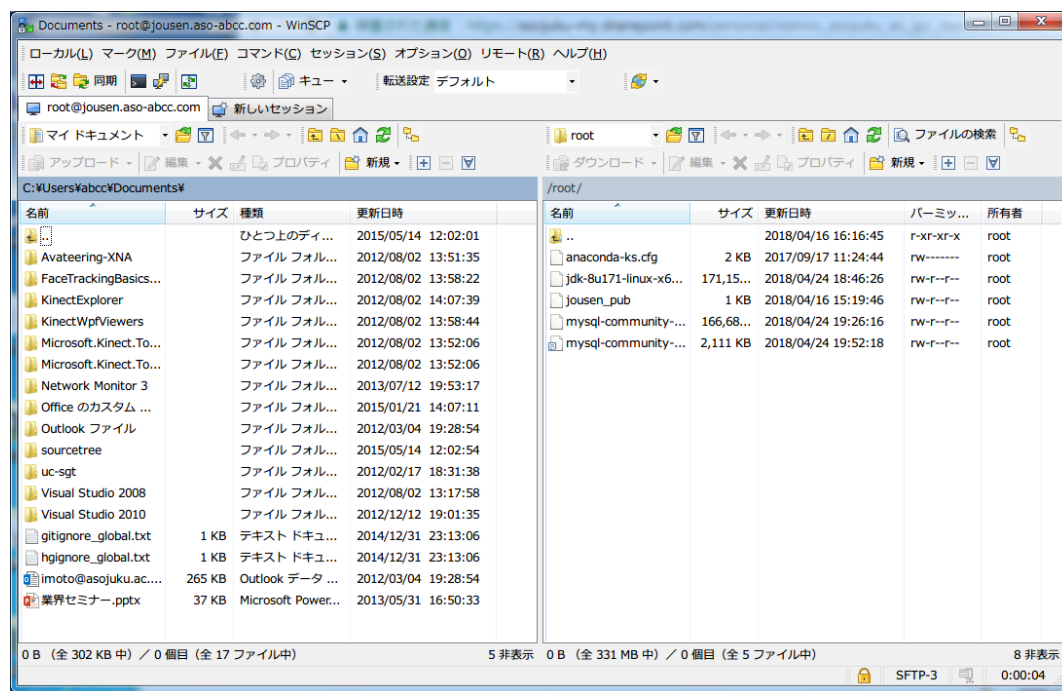 Documents - root@jousen.aso-abcc.com - WinSCP
ローカル(L) マーク(M) ファイル(F) コマンド(C) セッション(S) オプション(O) リモート(R) ヘルプ(H)
同期 キュー 転送設定 デフォルト
root@jousen.aso-abcc.com 新しいセッション
マイ ドキュメント root ファイルの検索
アップロード 編集 プロパティ 新規 ダウンロード 編集 プロパティ 新規
C:¥Users¥abcc¥Documents¥ /root/
名前 サイズ 種類 更新日時 名前 サイズ 更新日時 パーミッ... 所有者
.. ひとつ上のディ... 2015/05/14 12:02:01 .. 2018/04/16 16:16:45 r-xr-xr-x root
Avateering-XNA ファイル フォル... 2012/08/02 13:51:35 anaconda-ks.cfg 2 KB 2017/09/17 11:24:44 rw------- root
FaceTrackingBasics... ファイル フォル... 2012/08/02 13:58:22 jdk-8u171-linux-x6... 171,15... 2018/04/24 18:46:26 rw-r--r-- root
KinectExplorer ファイル フォル... 2012/08/02 14:07:39 jousen_pub 1 KB 2018/04/16 15:19:46 rw-r--r-- root
KinectWpfViewers ファイル フォル... 2012/08/02 13:58:44 mysql-community-... 166,68... 2018/04/24 19:26:16 rw-r--r-- root
Microsoft.Kinect.To... ファイル フォル... 2012/08/02 13:52:06 mysql-community-... 2,111 KB 2018/04/24 19:52:18 rw-r--r-- root
Microsoft.Kinect.To... ファイル フォル... 2012/08/02 13:52:06
Network Monitor 3 ファイル フォル... 2013/07/12 19:53:17
Office のカスタム ... ファイル フォル... 2015/01/21 14:07:11
Outlook ファイル ファイル フォル... 2012/03/04 19:28:54
sourcetree ファイル フォル... 2015/05/14 12:02:54
uc-sgt ファイル フォル... 2012/02/17 18:31:38
Visual Studio 2008 ファイル フォル... 2012/08/02 13:17:58
Visual Studio 2010 ファイル フォル... 2012/12/12 19:01:35
gitignore_global.txt 1 KB テキスト ドキュ... 2014/12/31 23:13:06
hgignore_global.txt 1 KB テキスト ドキュ... 2014/12/31 23:13:06
imoto@asojuku.ac.... 265 KB Outlook データ ... 2012/03/04 19:28:54
業界セミナー.pptx 37 KB Microsoft Power... 2013/05/31 16:50:33
0 B (全 302 KB 中) / 0 個目 (全 17 ファイル中) 5 非表示 0 B (全 331 MB 中) / 0 個目 (全 5 ファイル中) 8 非表示
SFTP-3 0:00:04